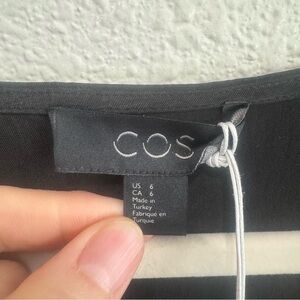 COS
US 6
CA 6
Made in
Turkey
Fabriqué en
Turquie